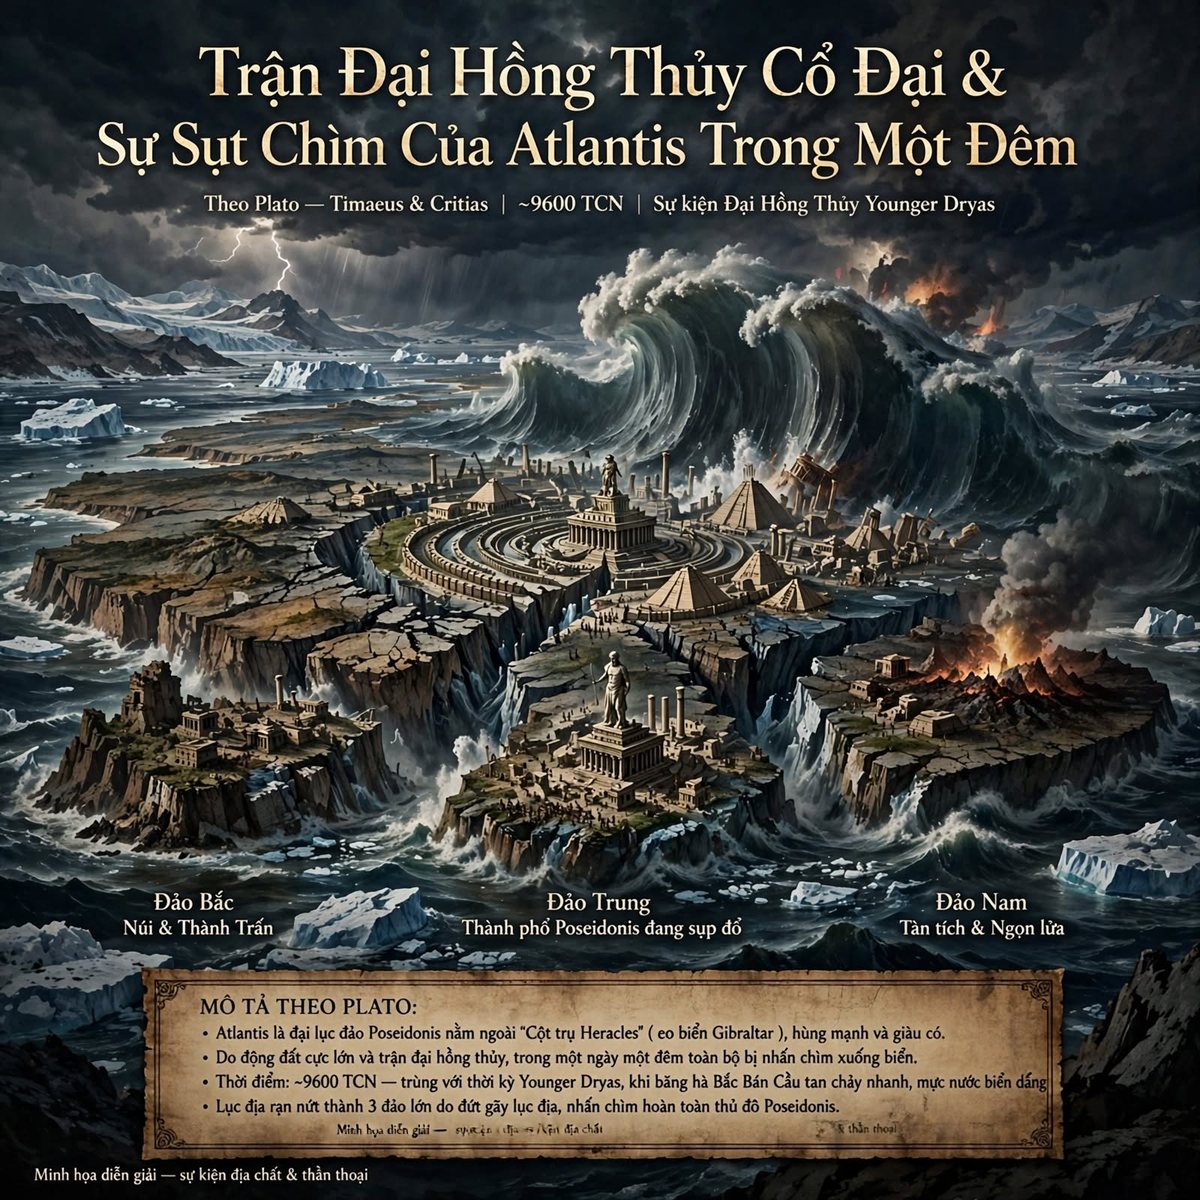 Trận Đại Hồng Thủy Cổ Đại &
Sự Sụt Chìm Của Atlantis Trong Một Đêm
Theo Plato — Timaeus & Critias | ~9600 TCN | Sự kiện Đại Hồng Thủy Younger Dryas
Đảo Bắc
Núi & Thành Trấn
Đảo Trung
Thành phố Poseidonis đang sụp đổ
Đảo Nam
Tàn tích & Ngọn lửa
MÔ TẢ THEO PLATO:
• Atlantis là đại lục đảo Poseidonis nằm ngoài "Cột trụ Heracles" ( eo biển Gibraltar ), hùng mạnh và giàu có.
• Do động đất cực lớn và trận đại hồng thủy, trong một ngày một đêm toàn bộ bị nhấn chìm xuống biển.
• Thời điểm: ~9600 TCN — trùng với thời kỳ Younger Dryas, khi băng hà Bắc Bán Cầu tan chảy nhanh, mực nước biển dâng
• Lục địa rạn nứt thành 3 đảo lớn do đứt gãy lục địa, nhấn chìm hoàn toàn thủ đô Poseidonis.
Minh họa diễn giải — địa chất
& thần thoại
Minh họa diễn giải — sự kiện địa chất & thần thoại